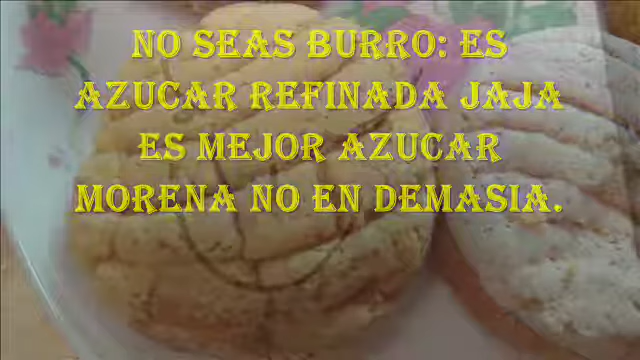 NO SEAS BURRO: ES
AZUCAR REFINADA JAJA
ES MEJOR AZUCAR
MORENA NO EN DEMASIA.